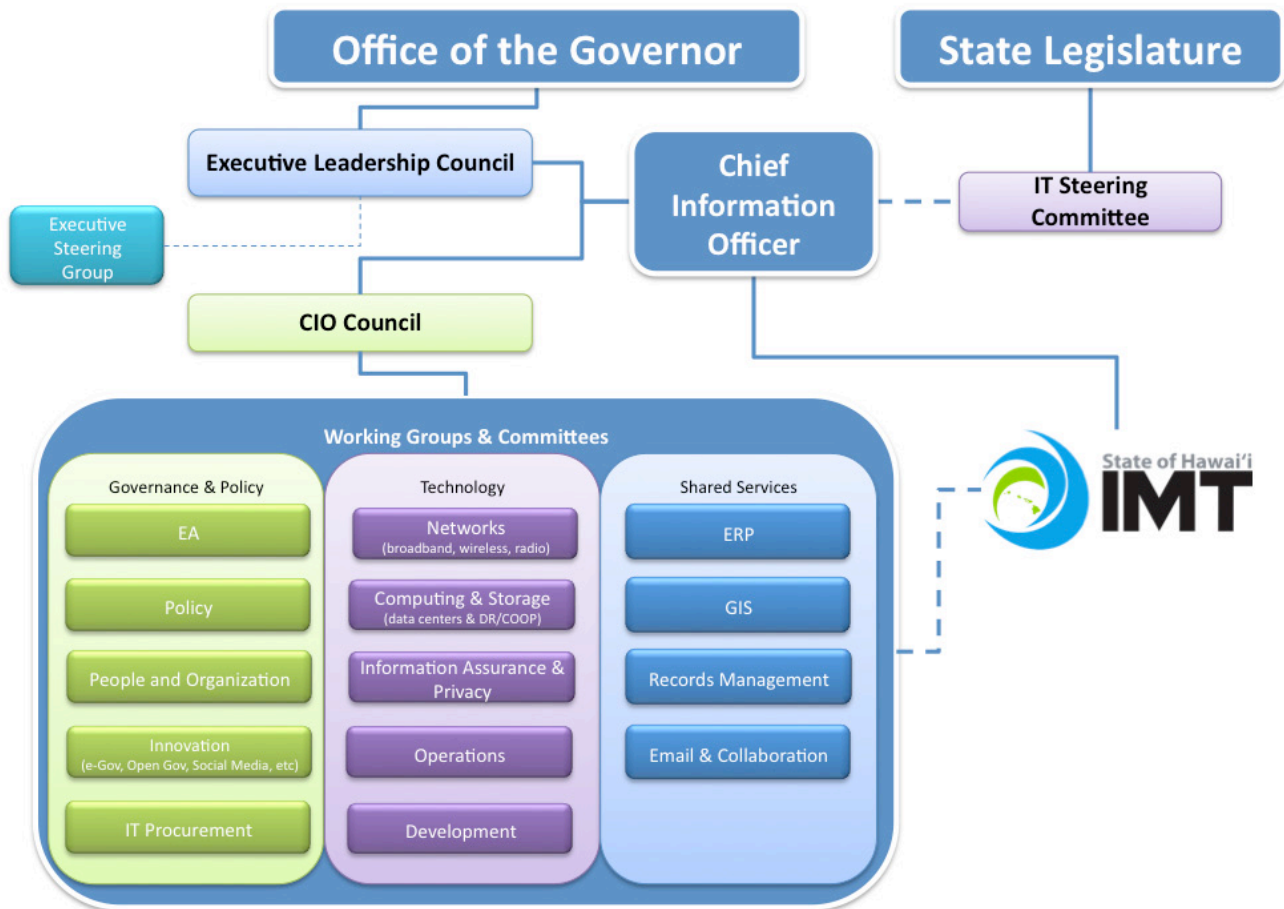 Office of the Governor
State Legislature
Executive Leadership Council
Chief
Information
Officer
IT Steering
Committee
Executive
Steering
Group
CIO Council
Working Groups & Committees
Governance & Policy
EA
Policy
People and Organization
Innovation
(e-Gov, Open Gov, Social Media, etc)
IT Procurement
Technology
Networks
(broadband, wireless, radio)
Computing & Storage
(data centers & DR/COOP)
Information Assurance &
Privacy
Operations
Development
Shared Services
ERP
GIS
Records Management
Email & Collaboration
State of Hawaiʻi
IMT